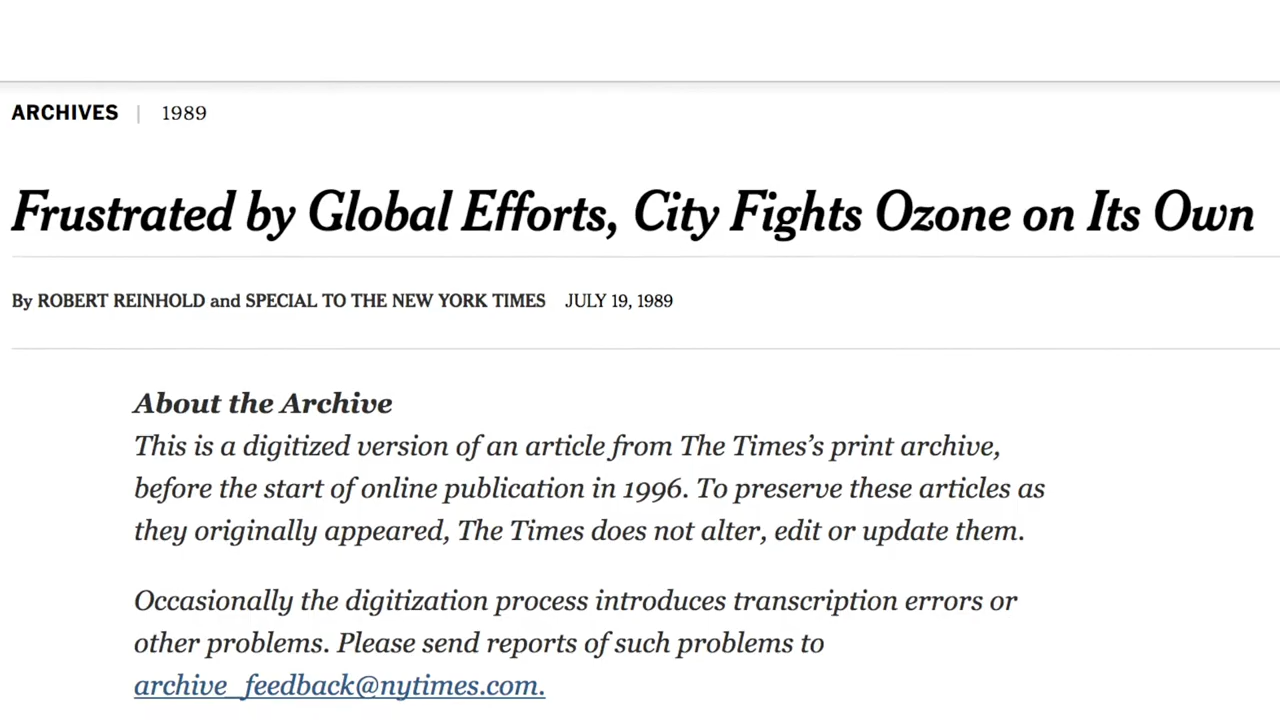 ARCHIVES | 1989
Frustrated by Global Efforts, City Fights Ozone on Its Own
By ROBERT REINHOLD and SPECIAL TO THE NEW YORK TIMES JULY 19, 1989
About the Archive
This is a digitized version of an article from The Times’s print archive,
before the start of online publication in 1996. To preserve these articles as
they originally appeared, The Times does not alter, edit or update them.
Occasionally the digitization process introduces transcription errors or
other problems. Please send reports of such problems to
archive_feedback@nytimes.com.